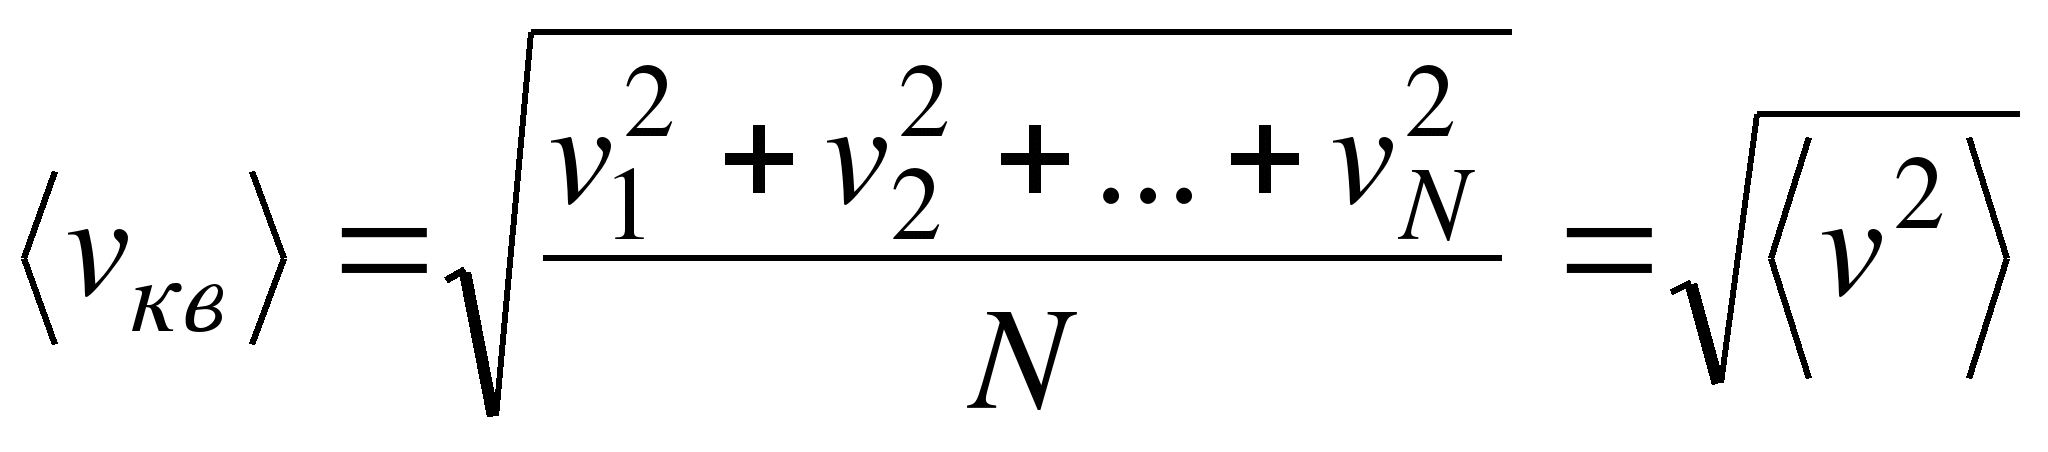 ⟨v_кв⟩ = √((v_1^2 + v_2^2 + ... + v_N^2) / N) = √⟨v^2⟩